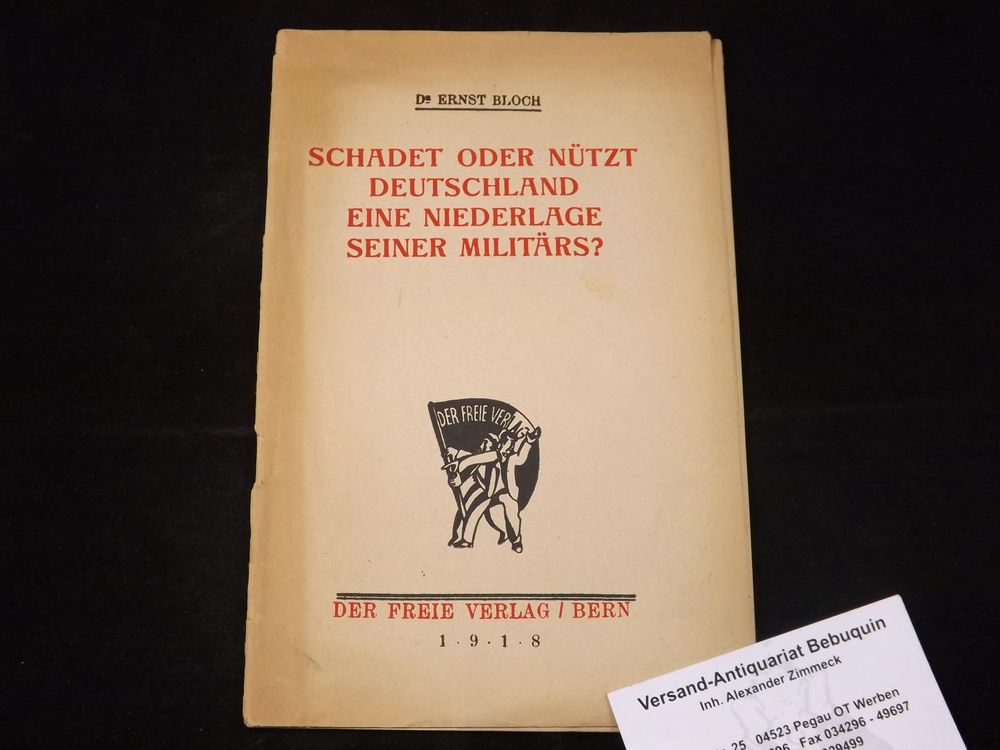 Dr ERNST BLOCH
SCHADET ODER NÜTZT
DEUTSCHLAND
EINE NIEDERLAGE
SEINER MILITÄRS?
DER FREIE VERLAG
DER FREIE VERLAG / BERN
1 · 9 · 1 · 8
Versand-Antiquariat Bebuquin
Inh. Alexander Zimmeck
25 04523 Pegau OT Werben
Fax 034296 - 49697